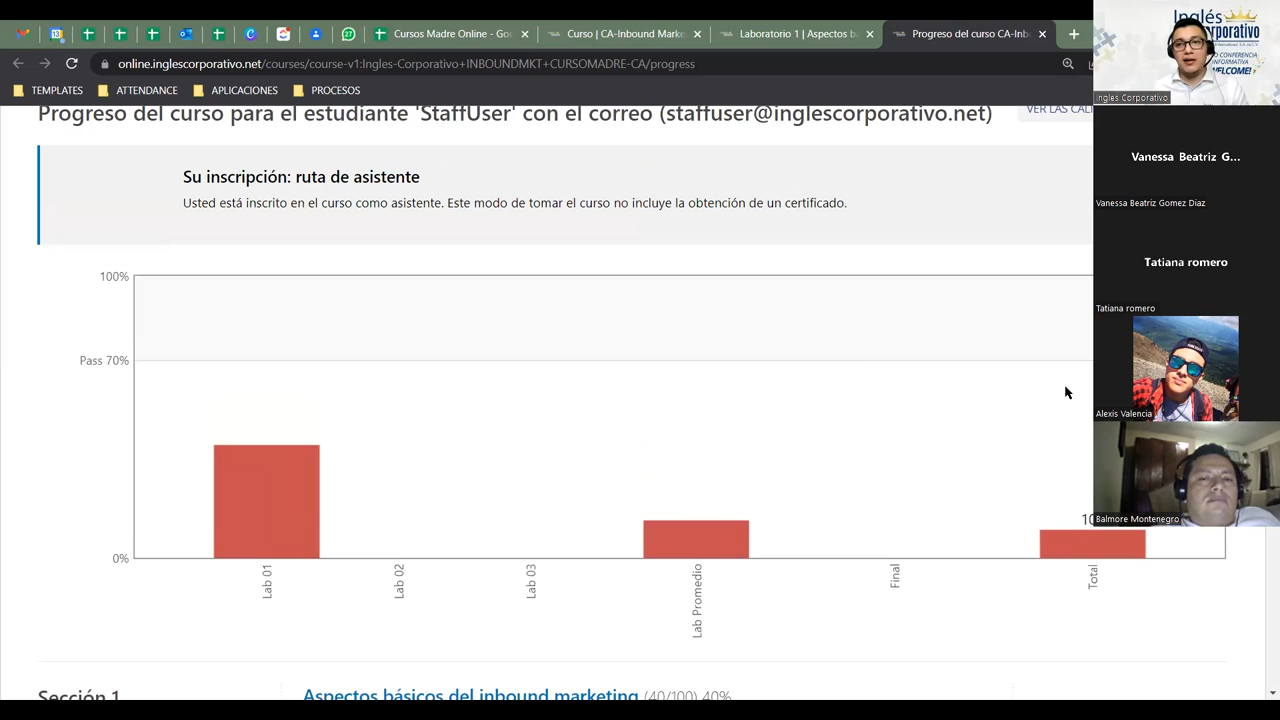 Cursos Madre Online - Goo
Curso | CA-Inbound Marke
Laboratorio 1 | Aspectos b
Progreso del curso CA-Inb
online.inglescorporativo.net/courses/course-v1:Ingles-Corporativo+INBOUNDMKT+CURSOMADRE-CA/progress
TEMPLATES
ATTENDANCE
APLICACIONES
PROCESOS
Progreso del curso para el estudiante 'StaffUser' con el correo (staffuser@inglescorporativo.net)
Su inscripción: ruta de asistente
Usted está inscrito en el curso como asistente. Este modo de tomar el curso no incluye la obtención de un certificado.
100%
Pass 70%
0%
10
Lab 01
Lab 02
Lab 03
Lab Promedio
Final
Total
Sección 1
Aspectos básicos del inbound marketing (40/100) 40%
Inglés
Corporativo
CONFERENCIA
INFORMATIVA
WELCOME!
Ingles Corporativo
Vanessa Beatriz G...
Vanessa Beatriz Gomez Diaz
Tatiana romero
Tatiana romero
Alexis Valencia
Balmore Montenegro